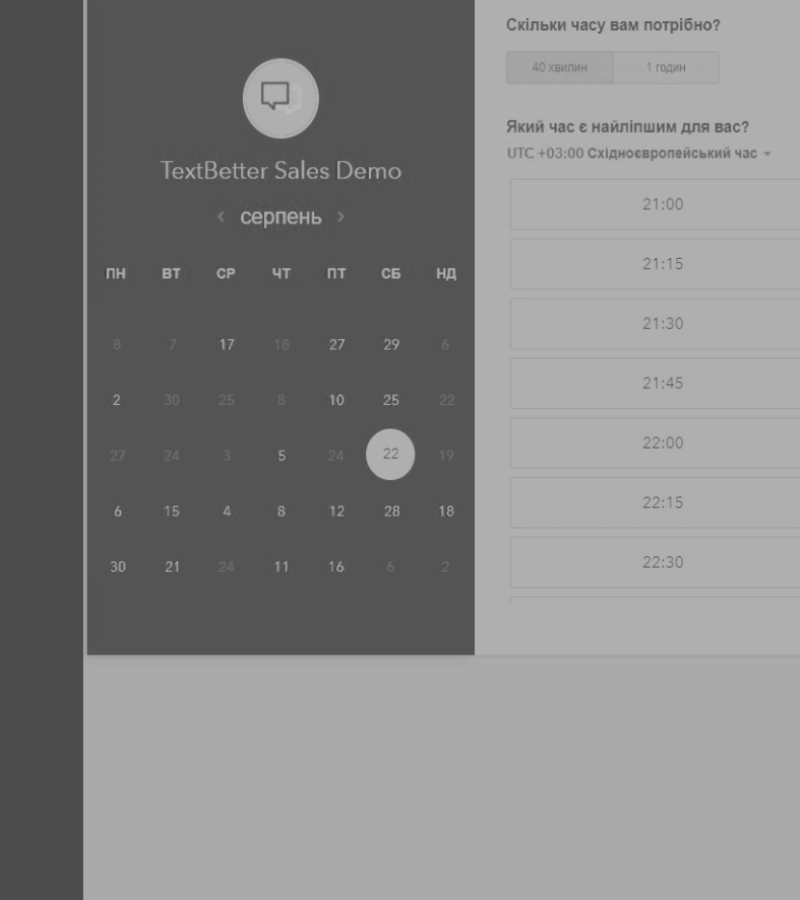 TextBetter Sales Demo
‹ серпень ›
ПН ВТ СР ЧТ ПТ СБ НД
8 7 17 18 27 29 6
2 30 25 8 10 25 22
27 24 3 5 24 22 19
6 15 4 8 12 28 18
30 21 24 11 16 6 2
Скільки часу вам потрібно?
40 хвилин 1 годин
Який час є найліпшим для вас?
UTC +03:00 Східноєвропейський час
21:00
21:15
21:30
21:45
22:00
22:15
22:30